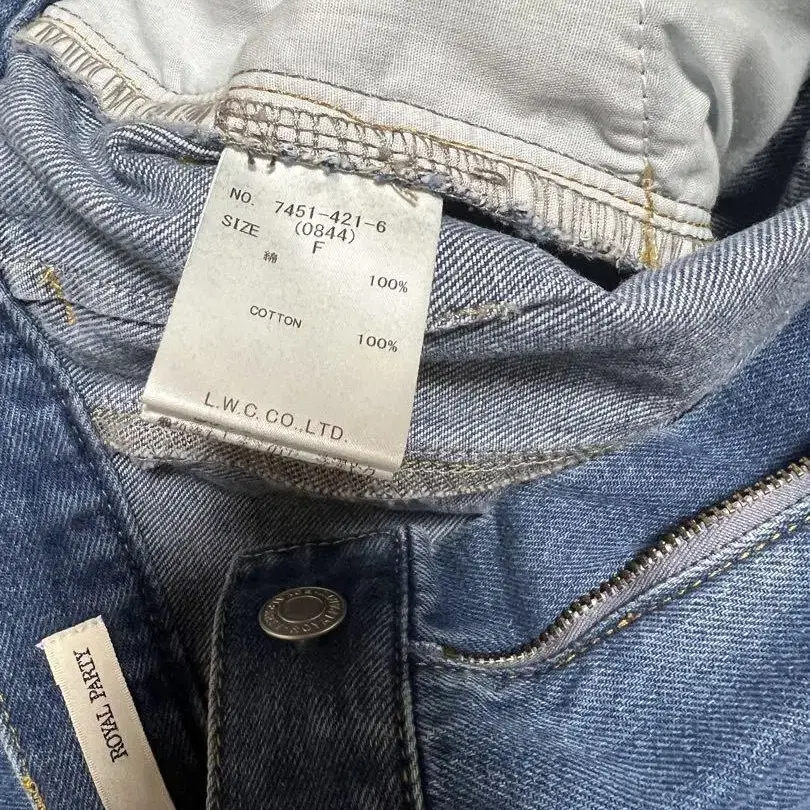 NO. 7451-421-6
(0844)
SIZE F
綿
100%
COTTON
100%
L.W.C.CO.,LTD.
ROYAL PARTY